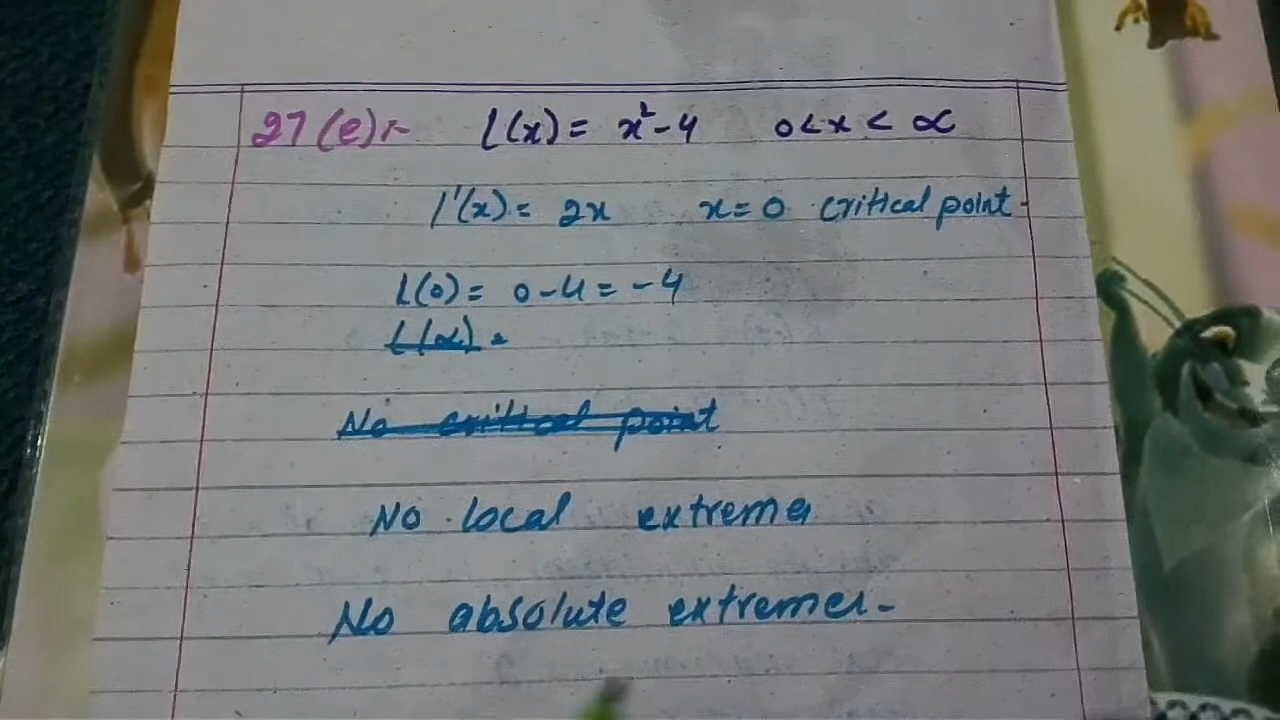 27(e):- l(x) = x²-4 0<x<∝
l'(x) = 2x x=0 critical point.
l(0) = 0-4 = -4
l(∝) =
No critical point
No local extrema
No absolute extrema.